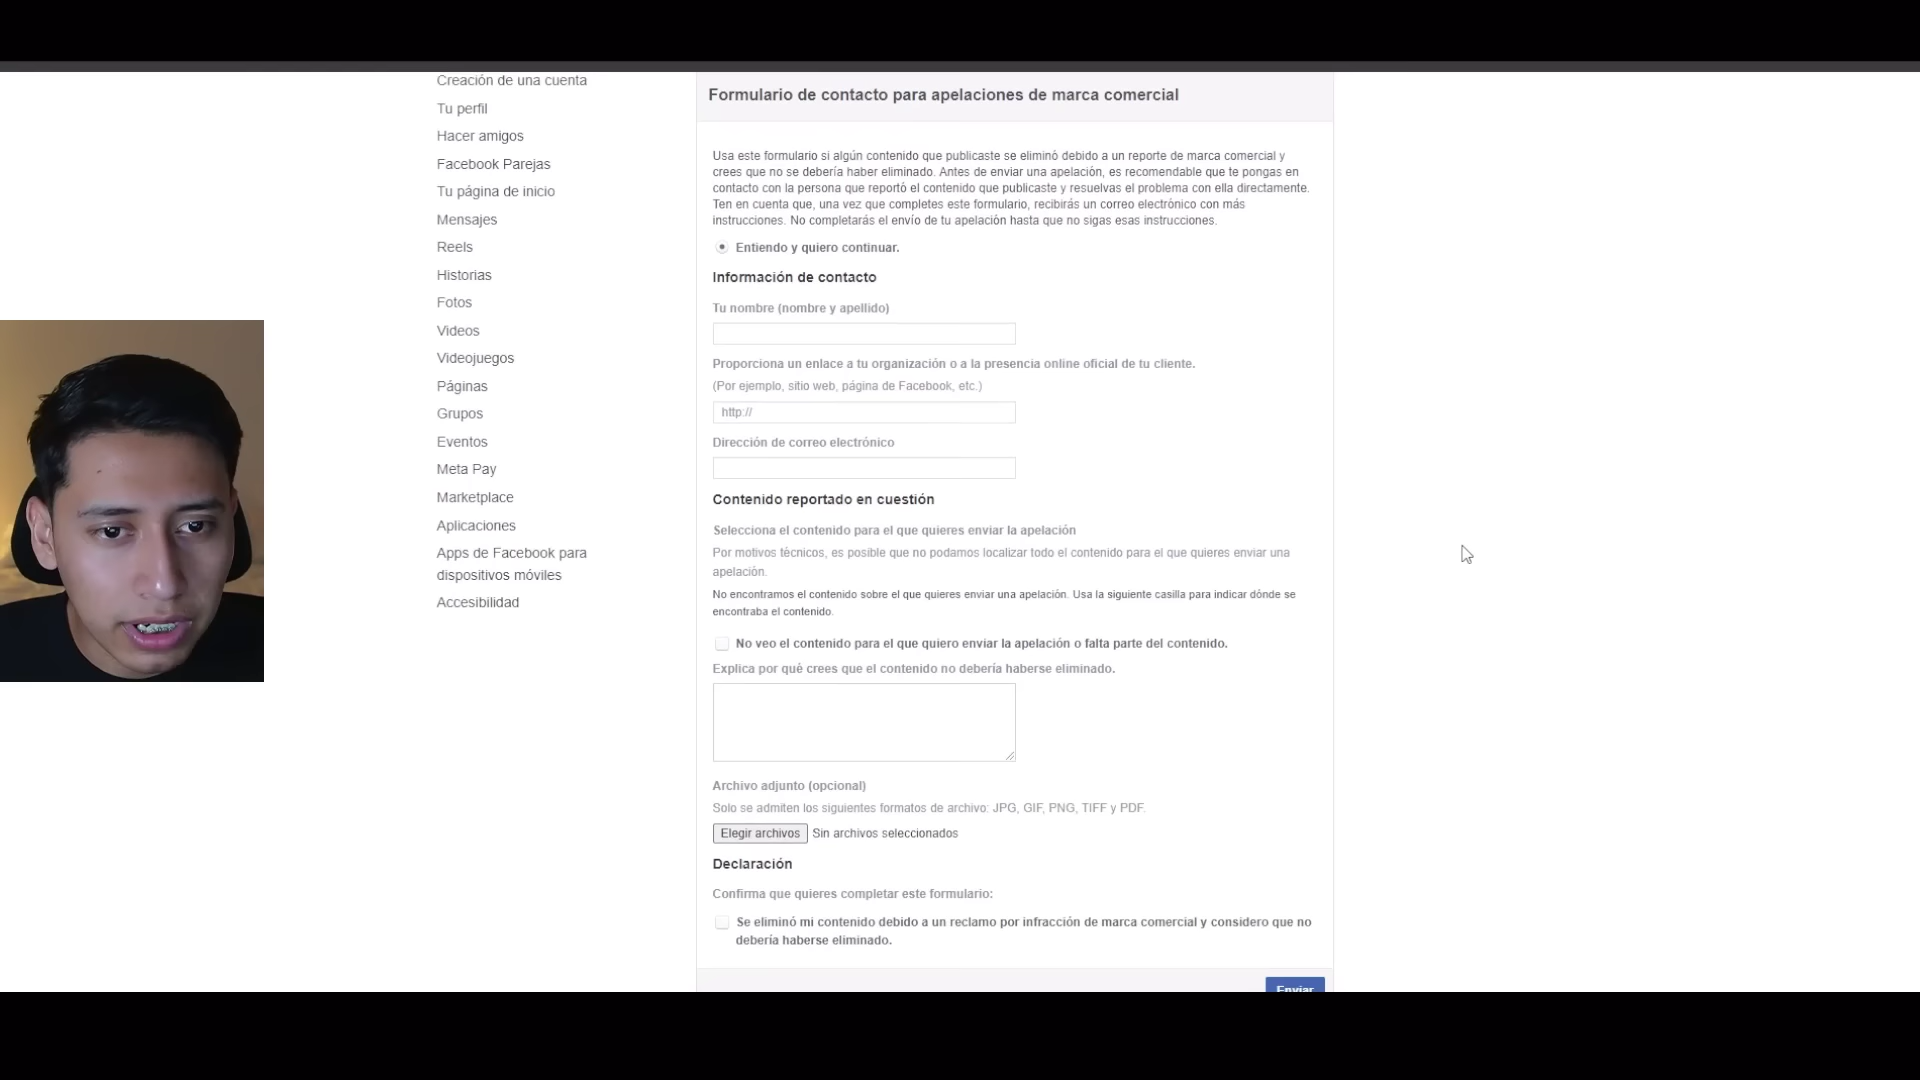 Creación de una cuenta
Tu perfil
Hacer amigos
Facebook Parejas
Tu página de inicio
Mensajes
Reels
Historias
Fotos
Videos
Videojuegos
Páginas
Grupos
Eventos
Meta Pay
Marketplace
Aplicaciones
Apps de Facebook para
dispositivos móviles
Accesibilidad
Formulario de contacto para apelaciones de marca comercial
Usa este formulario si algún contenido que publicaste se eliminó debido a un reporte de marca comercial y
crees que no se debería haber eliminado. Antes de enviar una apelación, es recomendable que te pongas en
contacto con la persona que reportó el contenido que publicaste y resuelvas el problema con ella directamente.
Ten en cuenta que, una vez que completes este formulario, recibirás un correo electrónico con más
instrucciones. No completarás el envío de tu apelación hasta que no sigas esas instrucciones.
Entiendo y quiero continuar.
Información de contacto
Tu nombre (nombre y apellido)
Proporciona un enlace a tu organización o a la presencia online oficial de tu cliente.
(Por ejemplo, sitio web, página de Facebook, etc.)
http://
Dirección de correo electrónico
Contenido reportado en cuestión
Selecciona el contenido para el que quieres enviar la apelación
Por motivos técnicos, es posible que no podamos localizar todo el contenido para el que quieres enviar una
apelación.
No encontramos el contenido sobre el que quieres enviar una apelación. Usa la siguiente casilla para indicar dónde se
encontraba el contenido.
No veo el contenido para el que quiero enviar la apelación o falta parte del contenido.
Explica por qué crees que el contenido no debería haberse eliminado.
Archivo adjunto (opcional)
Solo se admiten los siguientes formatos de archivo: JPG, GIF, PNG, TIFF y PDF.
Elegir archivos Sin archivos seleccionados
Declaración
Confirma que quieres completar este formulario:
Se eliminó mi contenido debido a un reclamo por infracción de marca comercial y considero que no
debería haberse eliminado.
Enviar